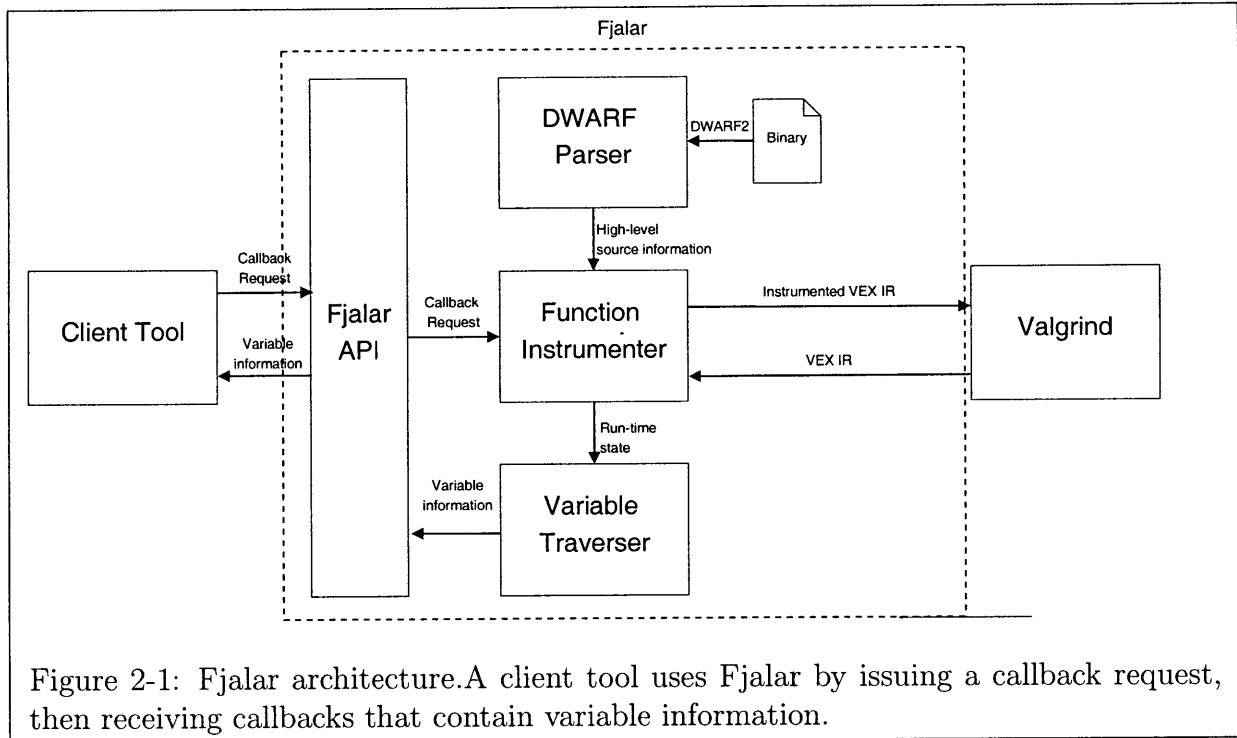 Fjalar
DWARF
Parser
DWARF2
Binary
High-level
source information
Callback
Request
Client Tool
Variable
information
Fjalar
API
Callback
Request
Function
Instrumenter
Instrumented VEX IR
VEX IR
Valgrind
Run-time
state
Variable
information
Variable
Traverser
Figure 2-1: Fjalar architecture.A client tool uses Fjalar by issuing a callback request,
then receiving callbacks that contain variable information.